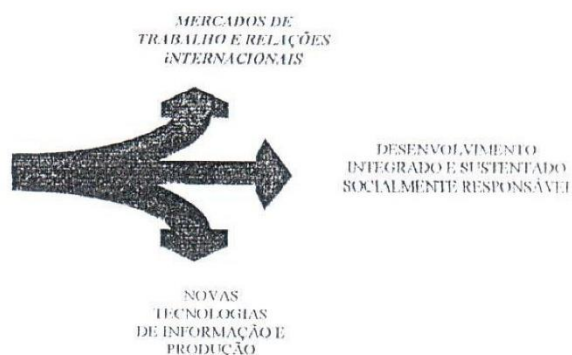 MERCADOS DE
TRABALHO E RELAÇÕES
INTERNACIONAIS
DESENVOLVIMENTO
INTEGRADO E SUSTENTADO
SOCIALMENTE RESPONSÁVEL
NOVAS
TECNOLOGIAS
DE INFORMAÇÃO E
PRODUÇÃO